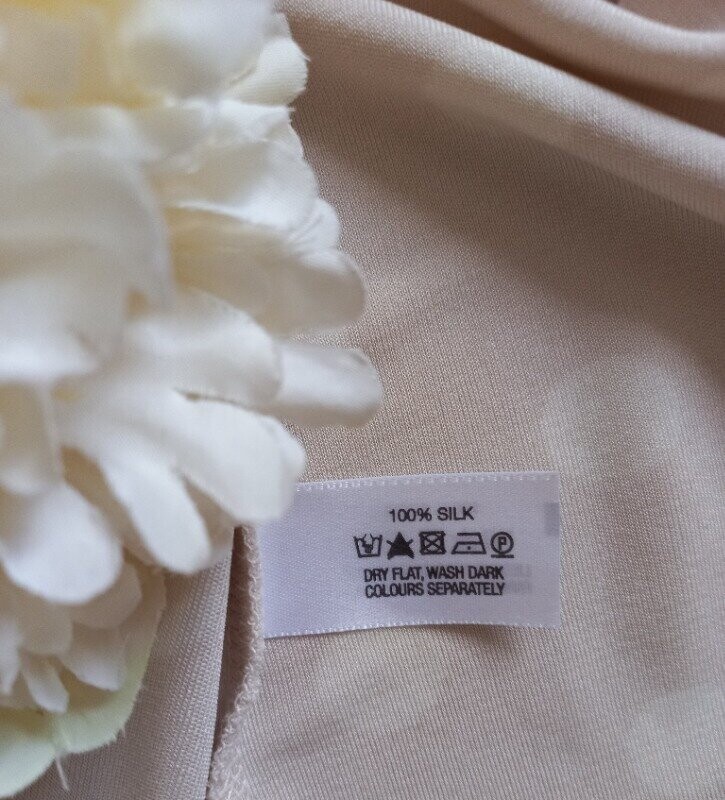 100% SILK
P
DRY FLAT, WASH DARK
COLOURS SEPARATELY